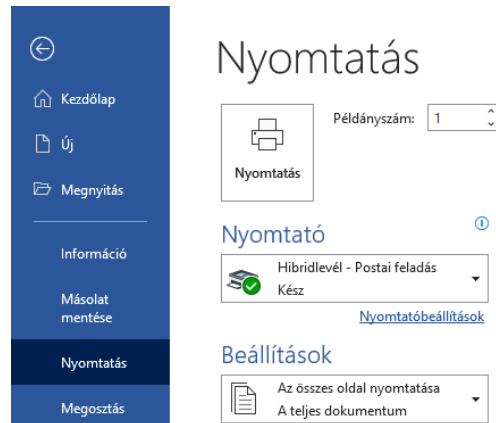 Kezdőlap
Új
Megnyitás
Információ
Másolat
mentése
Nyomtatás
Megosztás
Nyomtatás
Példányszám: 1
Nyomtatás
Nyomtató
Hibridlevél - Postai feladás
Kész
Nyomtatóbeállítások
Beállítások
Az összes oldal nyomtatása
A teljes dokumentum